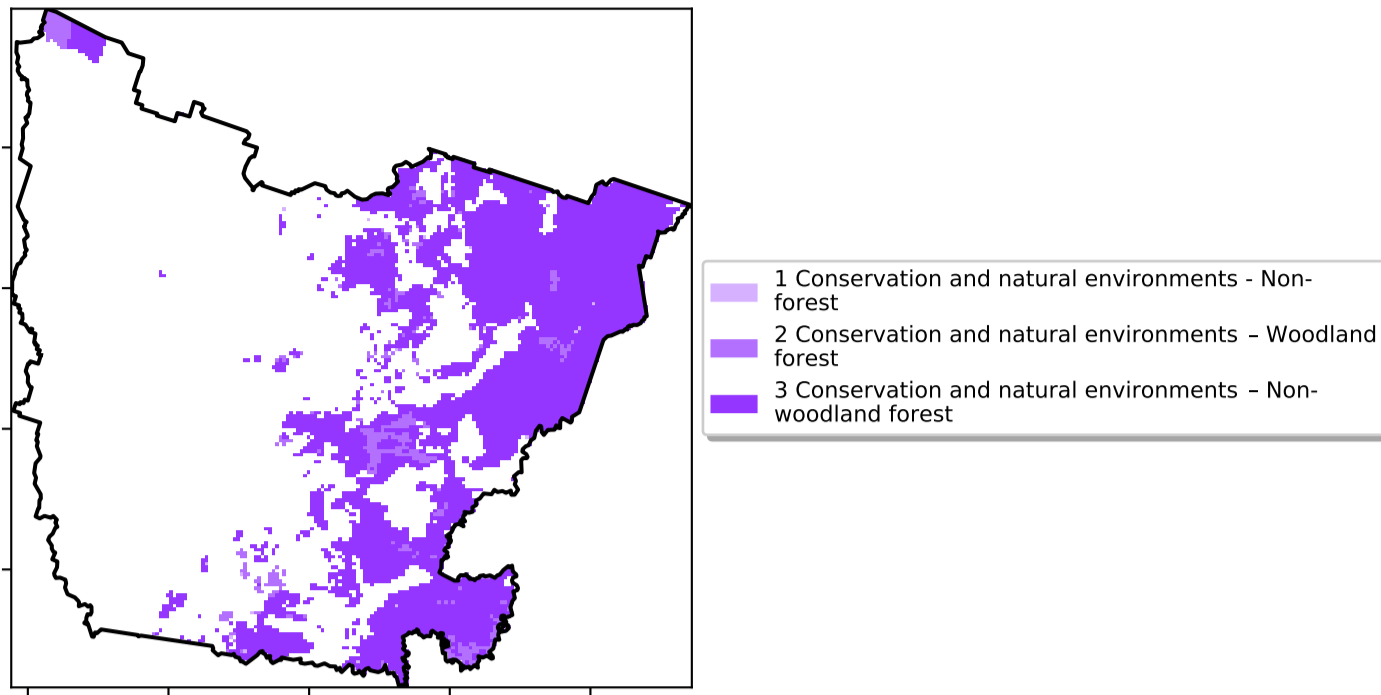 1 Conservation and natural environments - Non-
forest
2 Conservation and natural environments – Woodland
forest
3 Conservation and natural environments – Non-
woodland forest